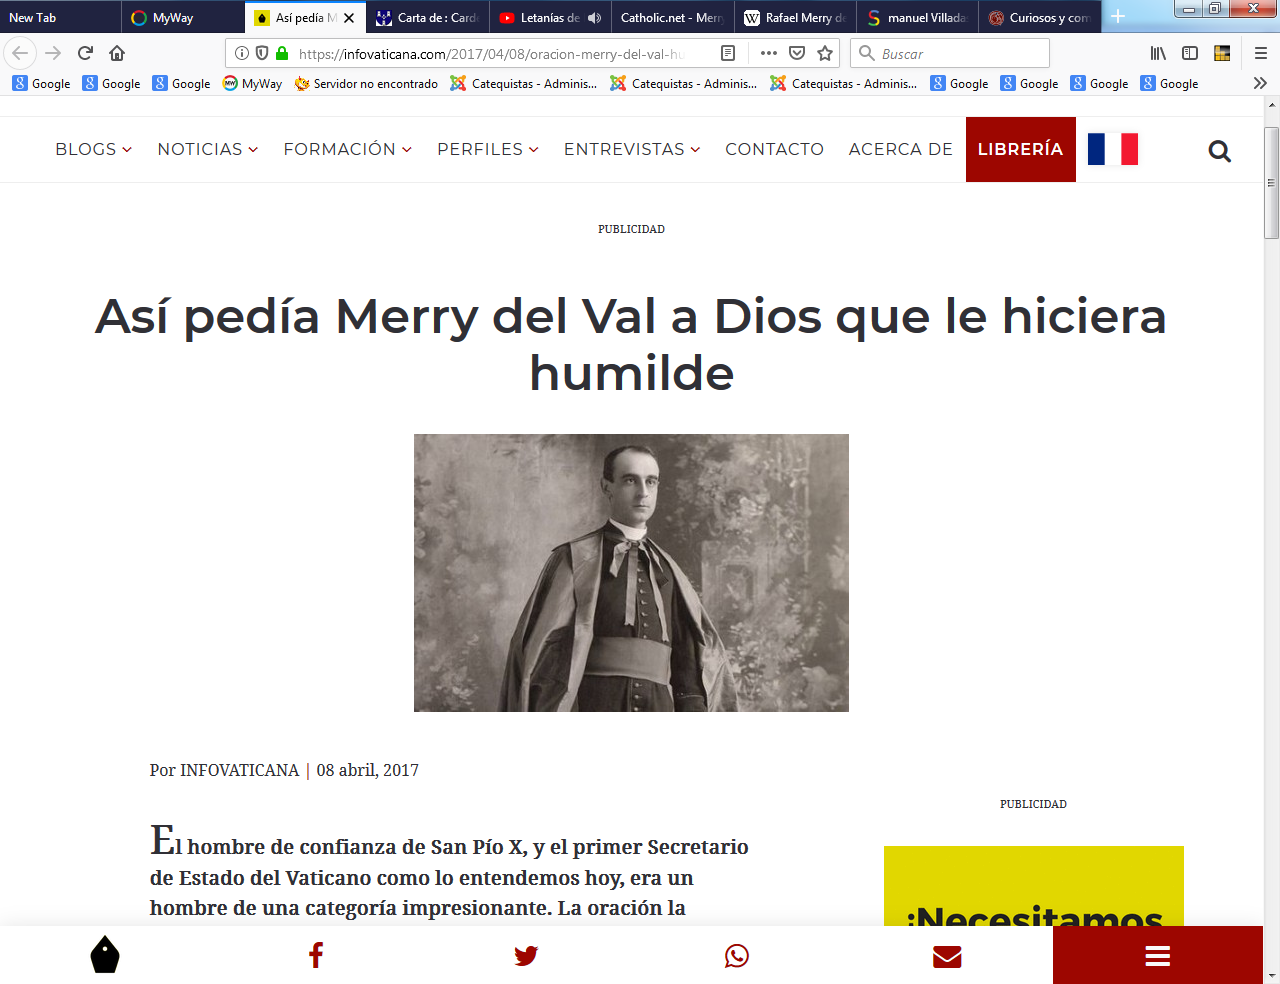 New Tab
MyWay
Así pedía M
Carta de : Card
Letanías de
Catholic.net - Merr
Rafael Merry d
manuel Villada
Curiosos y com
https://infovaticana.com/2017/04/08/oracion-merry-del-val-hu
Buscar
Google
Google
Google
MyWay
Servidor no encontrado
Catequistas - Adminis...
Catequistas - Adminis...
Catequistas - Adminis...
Google
Google
Google
Google
BLOGS
NOTICIAS
FORMACIÓN
PERFILES
ENTREVISTAS
CONTACTO
ACERCA DE
LIBRERÍA
PUBLICIDAD
Así pedía Merry del Val a Dios que le hiciera
humilde
Por INFOVATICANA | 08 abril, 2017
PUBLICIDAD
El hombre de confianza de San Pío X, y el primer Secretario
de Estado del Vaticano como lo entendemos hoy, era un
hombre de una categoría impresionante. La oración la
¡Necesitamos